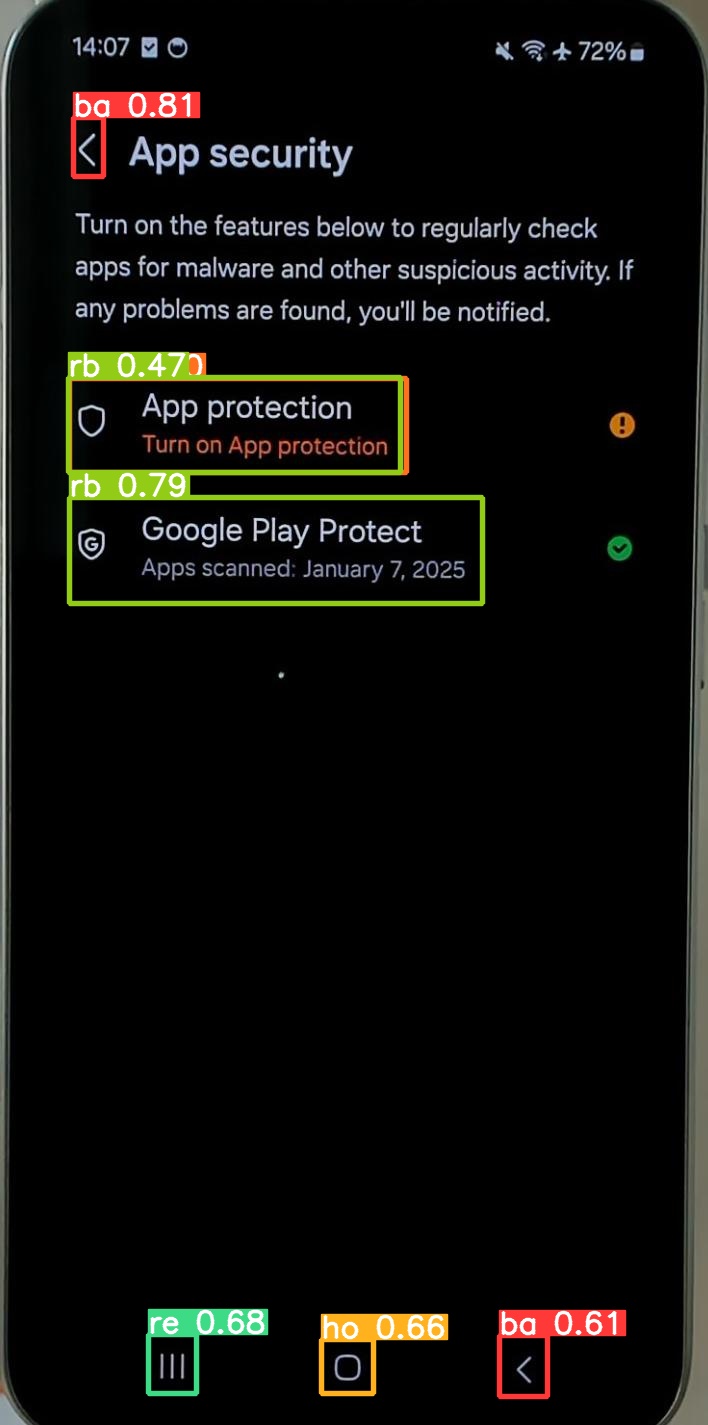 14:07 72%
ba 0.81
App security
Turn on the features below to regularly check
apps for malware and other suspicious activity. If
any problems are found, you'll be notified.
rb 0.470
App protection
Turn on App protection
rb 0.79
Google Play Protect
Apps scanned: January 7, 2025
re 0.68 ho 0.66 ba 0.61